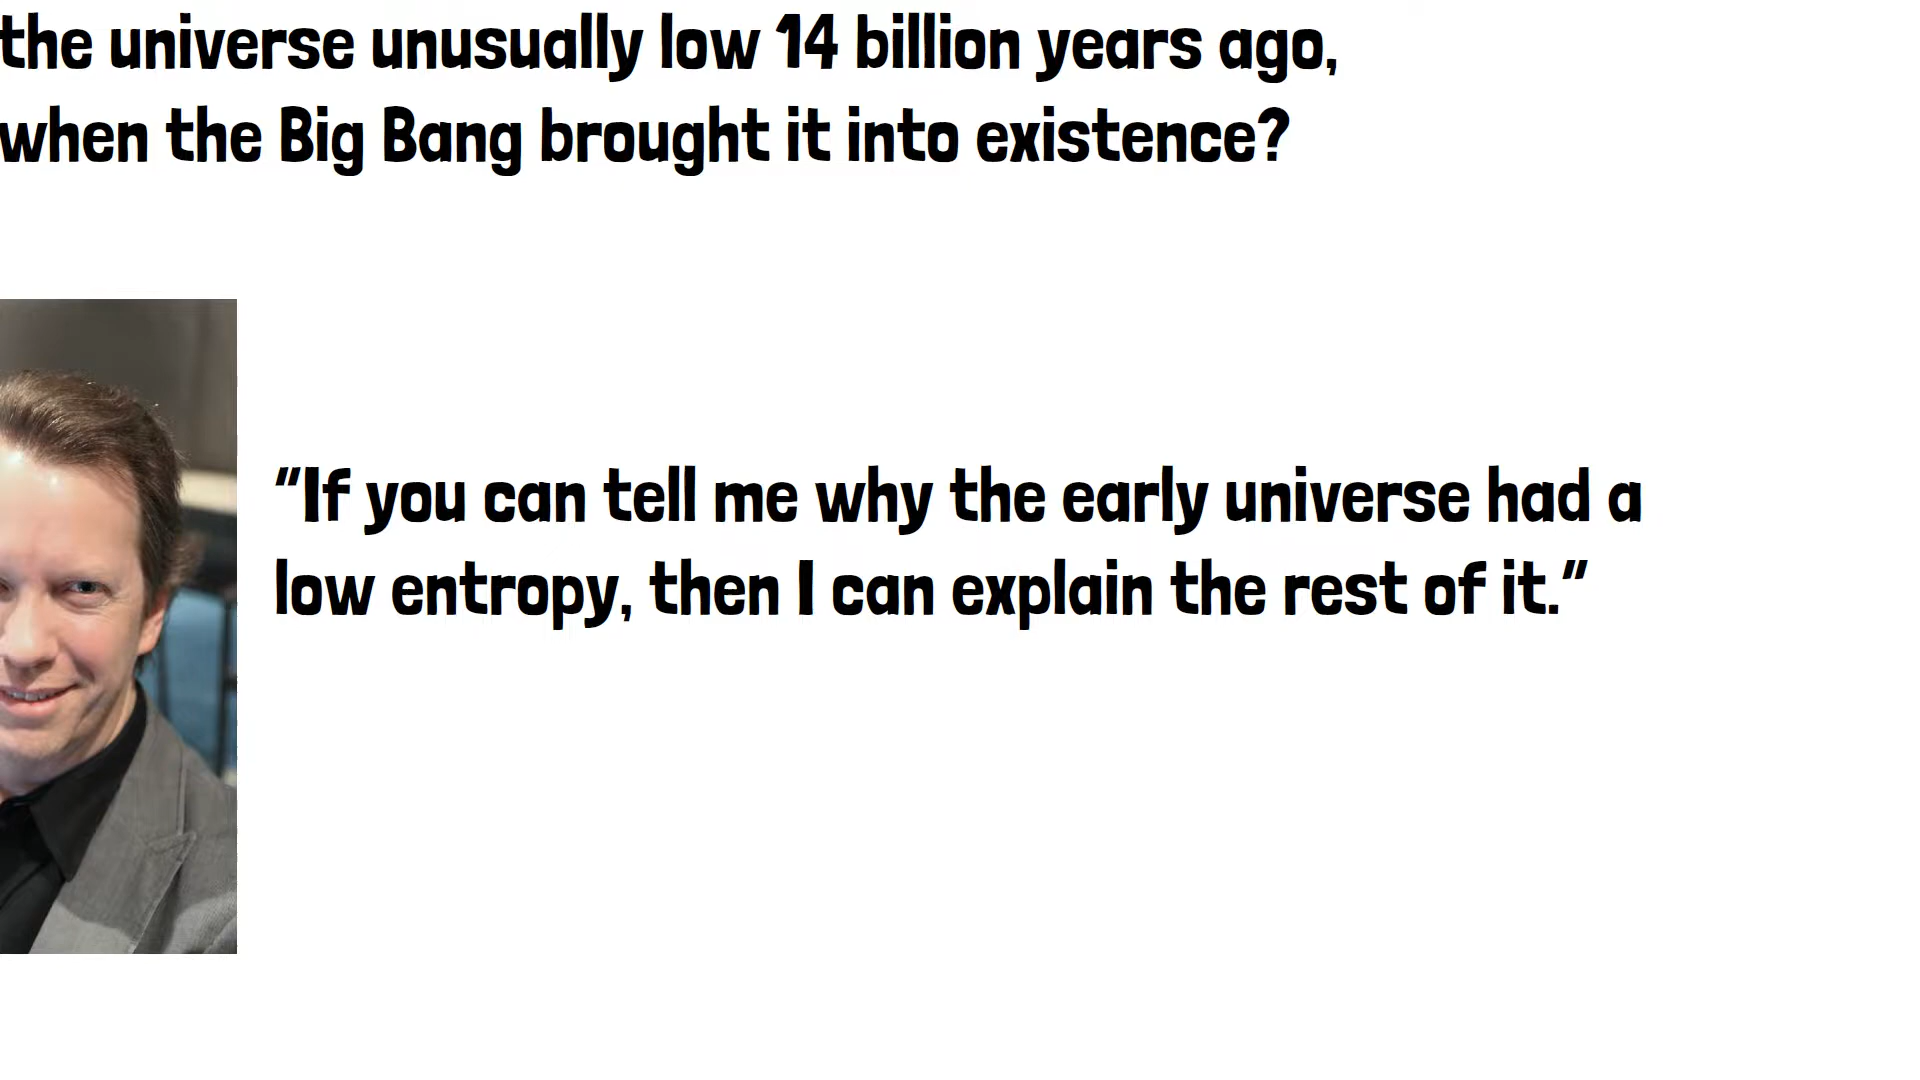 the universe unusually low 14 billion years ago,
when the Big Bang brought it into existence?
“If you can tell me why the early universe had a
low entropy, then I can explain the rest of it.”